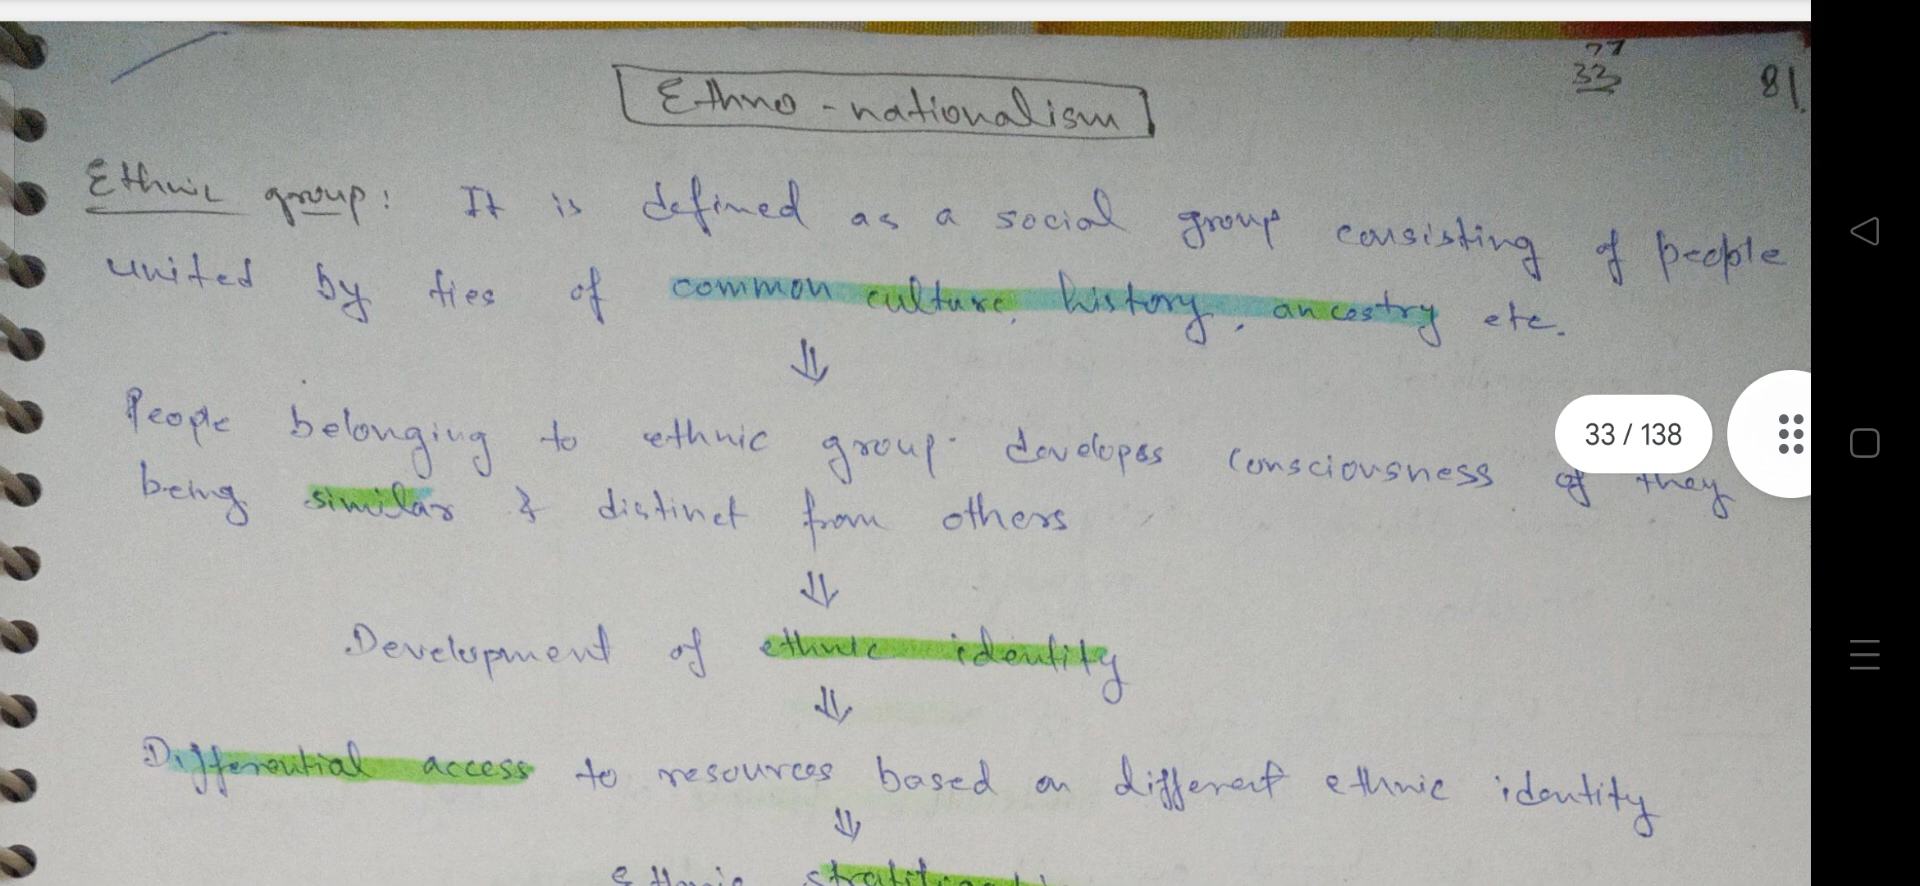 33
81.
Ethno-nationalism
Ethnic group: It is defined as a social group consisting of people
united by ties of common culture, history, ancestry etc.
⇓
People belonging to ethnic group developes consciousness of they
33 / 138
being similar & distinct from others
⇓
Development of ethnic identity
⇓
Differential access to resources based on different ethnic identity
⇓
Ethnic